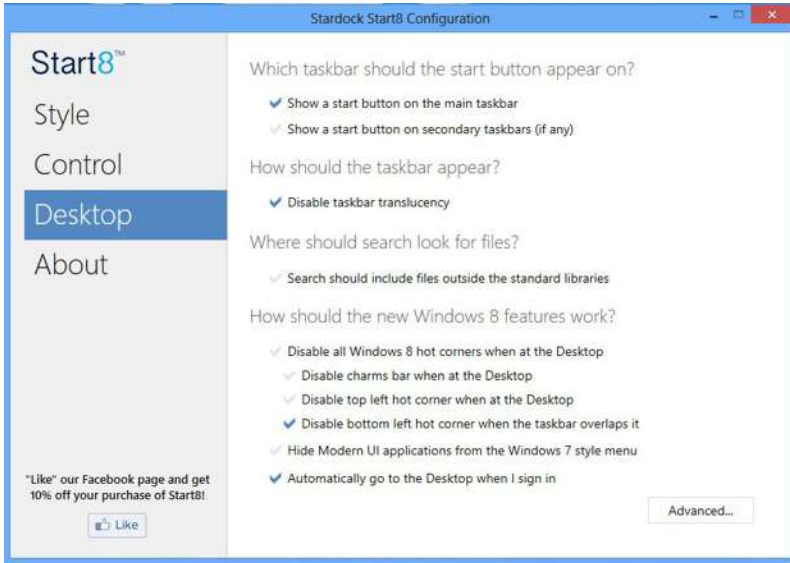 Stardock Start8 Configuration
Start8™
Style
Control
Desktop
About
"Like" our Facebook page and get
10% off your purchase of Start8!
Like
Which taskbar should the start button appear on?
Show a start button on the main taskbar
Show a start button on secondary taskbars (if any)
How should the taskbar appear?
Disable taskbar translucency
Where should search look for files?
Search should include files outside the standard libraries
How should the new Windows 8 features work?
Disable all Windows 8 hot corners when at the Desktop
Disable charms bar when at the Desktop
Disable top left hot corner when at the Desktop
Disable bottom left hot corner when the taskbar overlaps it
Hide Modern UI applications from the Windows 7 style menu
Automatically go to the Desktop when I sign in
Advanced...